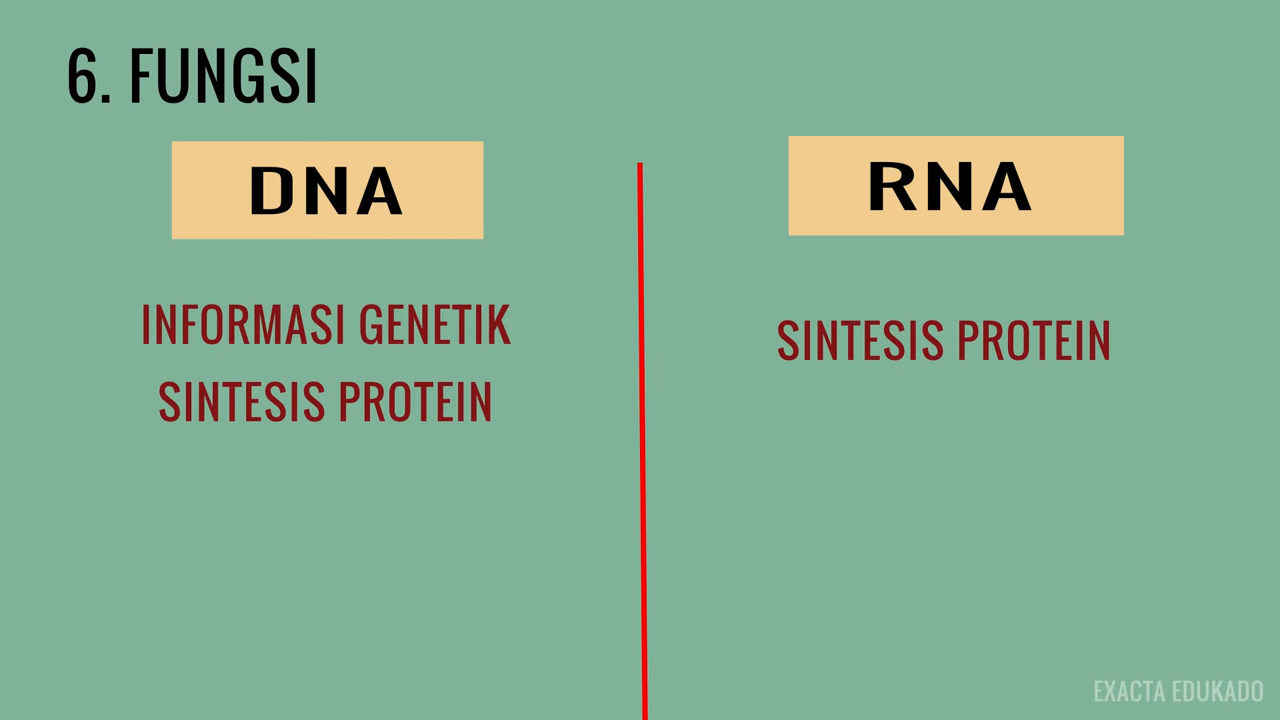 6. FUNGSI
DNA
INFORMASI GENETIK
SINTESIS PROTEIN
RNA
SINTESIS PROTEIN
EXACTA EDUKADO